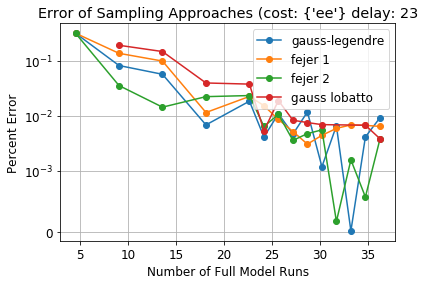 Error of Sampling Approaches (cost: {'ee'} delay: 23
gauss-legendre
fejer 1
fejer 2
gauss lobatto
Percent Error
10⁻¹
10⁻²
10⁻³
0
5 10 15 20 25 30 35
Number of Full Model Runs